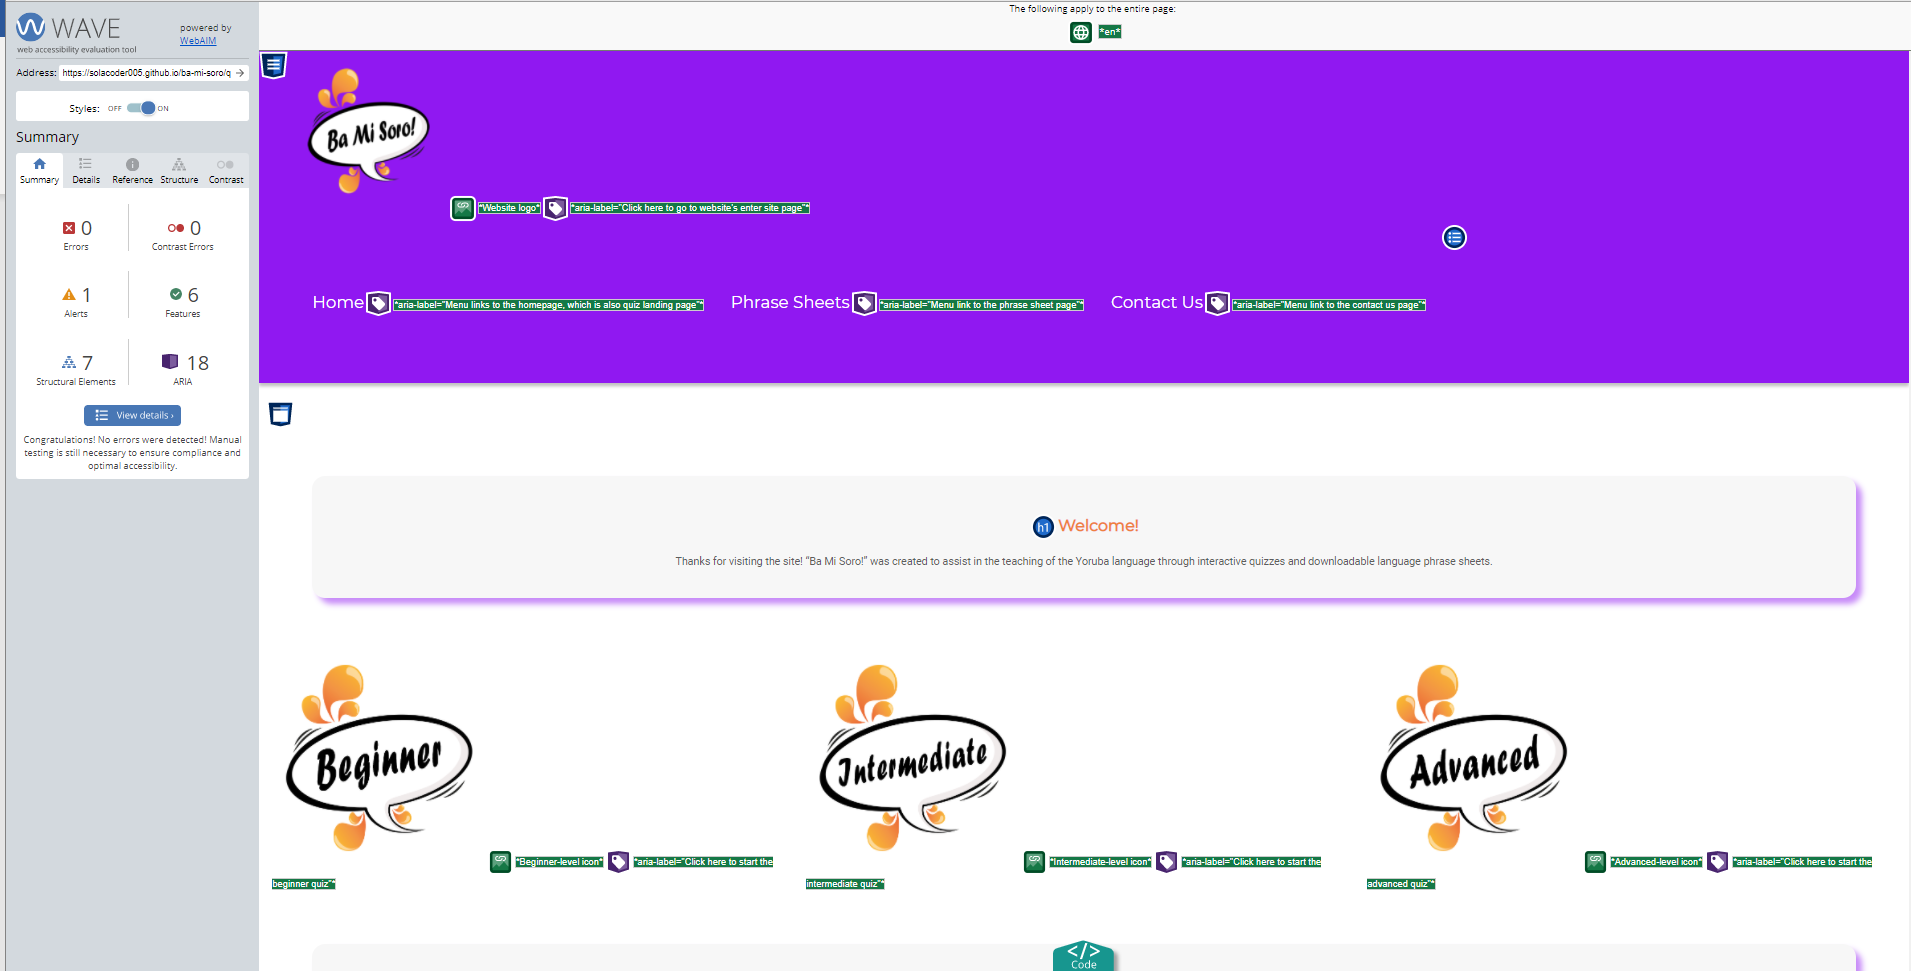 WAVE
web accessibility evaluation tool
powered by
WebAIM
Address: https://solacoder005.github.io/ba-mi-soro/q
Styles: OFF ON
Summary
Summary Details Reference Structure Contrast
0 0
Errors Contrast Errors
1 6
Alerts Features
7 18
Structural Elements ARIA
View details ›
Congratulations! No errors were detected! Manual
testing is still necessary to ensure compliance and
optimal accessibility.
The following apply to the entire page:
*en*
Ba Mi Soro!
*Website logo* *aria-label="Click here to go to website's enter site page"*
Home *aria-label="Menu links to the homepage, which is also quiz landing page"* Phrase Sheets *aria-label="Menu link to the phrase sheet page"* Contact Us *aria-label="Menu link to the contact us page"*
h1 Welcome!
Thanks for visiting the site! “Ba Mi Soro!” was created to assist in the teaching of the Yoruba language through interactive quizzes and downloadable language phrase sheets.
Beginner
*Beginner-level icon* *aria-label="Click here to start the
beginner quiz"*
Intermediate
*Intermediate-level icon* *aria-label="Click here to start the
intermediate quiz"*
Advanced
*Advanced-level icon* *aria-label="Click here to start the
advanced quiz"*
</>
Code